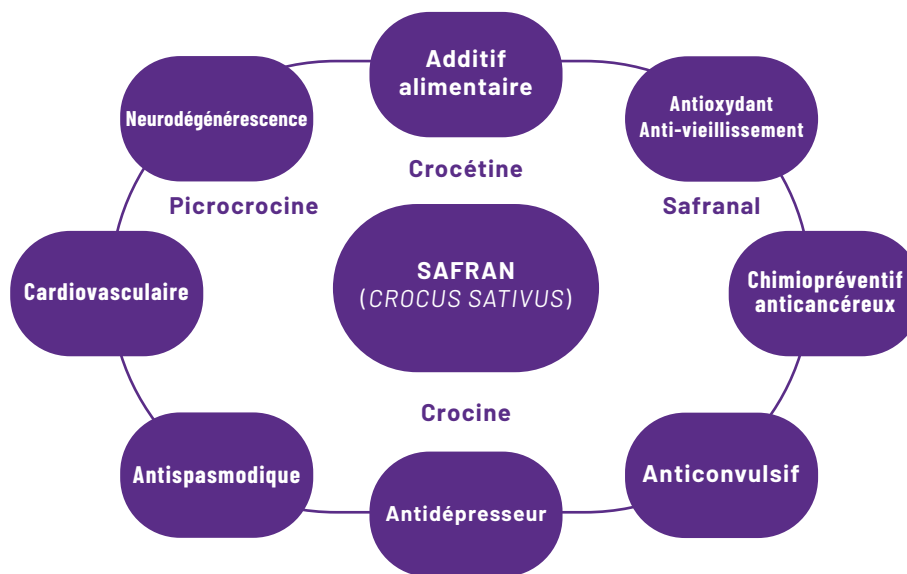 Additif
alimentaire
Neurodégénérescence
Antioxydant
Anti-vieillissement
Crocétine
Picrocrocine
Safranal
SAFRAN
(CROCUS SATIVUS)
Cardiovasculaire
Chimiopréventif
anticancéreux
Crocine
Antispasmodique
Anticonvulsif
Antidépresseur